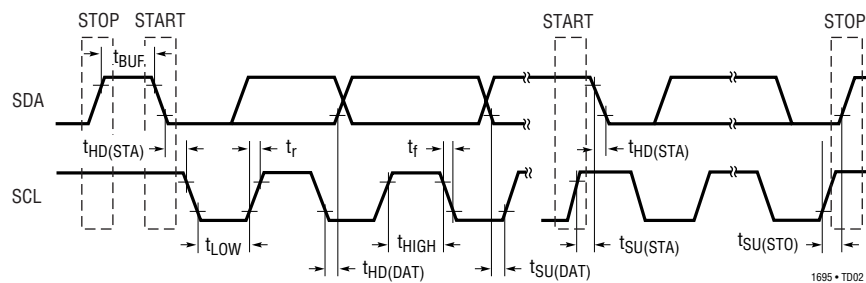 STOP START START STOP
tBUF.
SDA
tHD(STA) tr tf tHD(STA)
SCL
tLOW tHIGH tSU(STA) tSU(STO)
tHD(DAT) tSU(DAT)
1695 • TD02